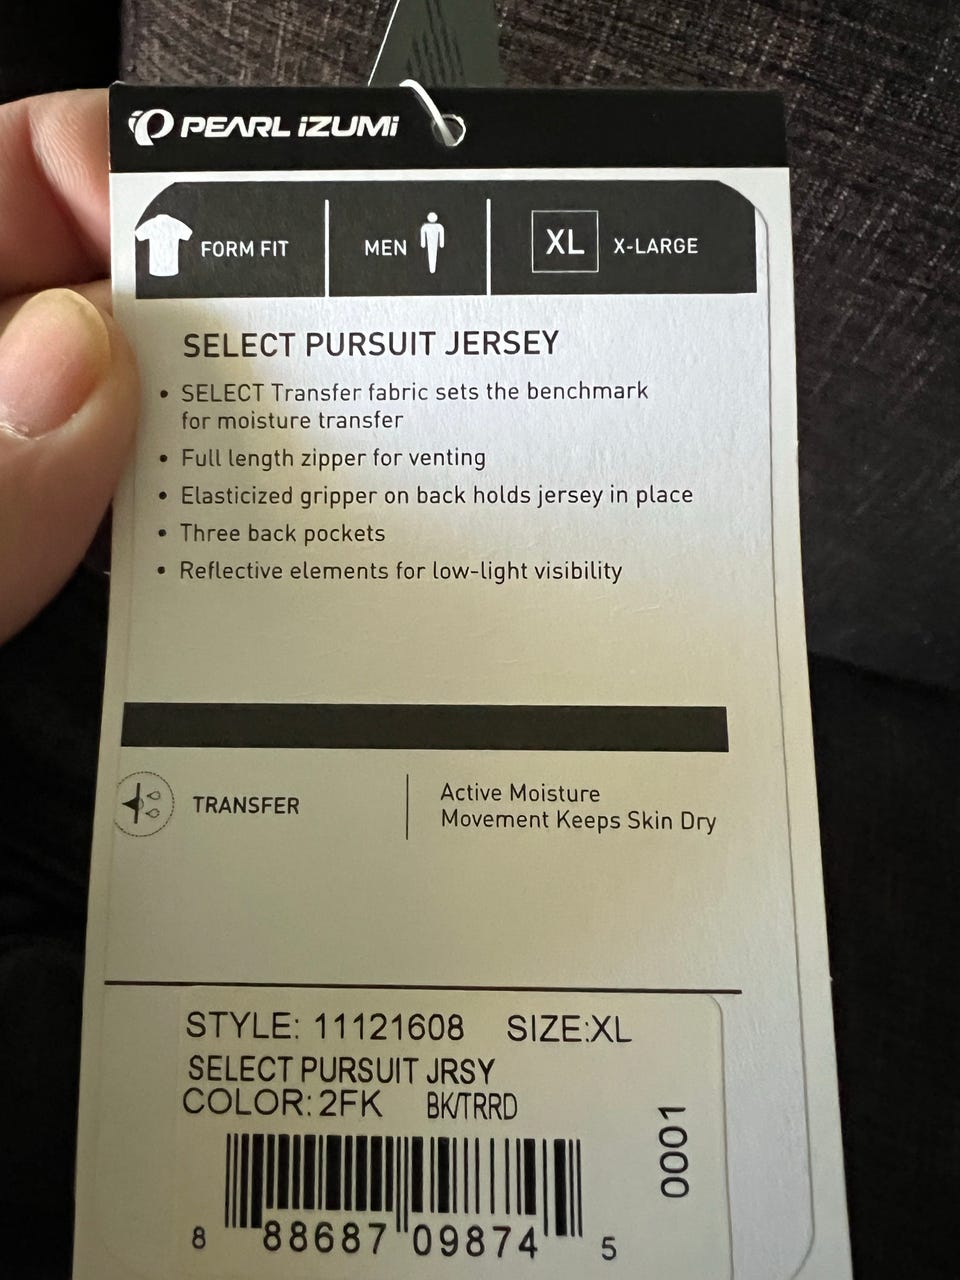 PEARL iZUMi
FORM FIT
MEN
XL X-LARGE
SELECT PURSUIT JERSEY
• SELECT Transfer fabric sets the benchmark
for moisture transfer
• Full length zipper for venting
• Elasticized gripper on back holds jersey in place
• Three back pockets
• Reflective elements for low-light visibility
TRANSFER
Active Moisture
Movement Keeps Skin Dry
STYLE: 11121608 SIZE:XL
SELECT PURSUIT JRSY
COLOR: 2FK BK/TRRD
0001
8 88687 09874 5